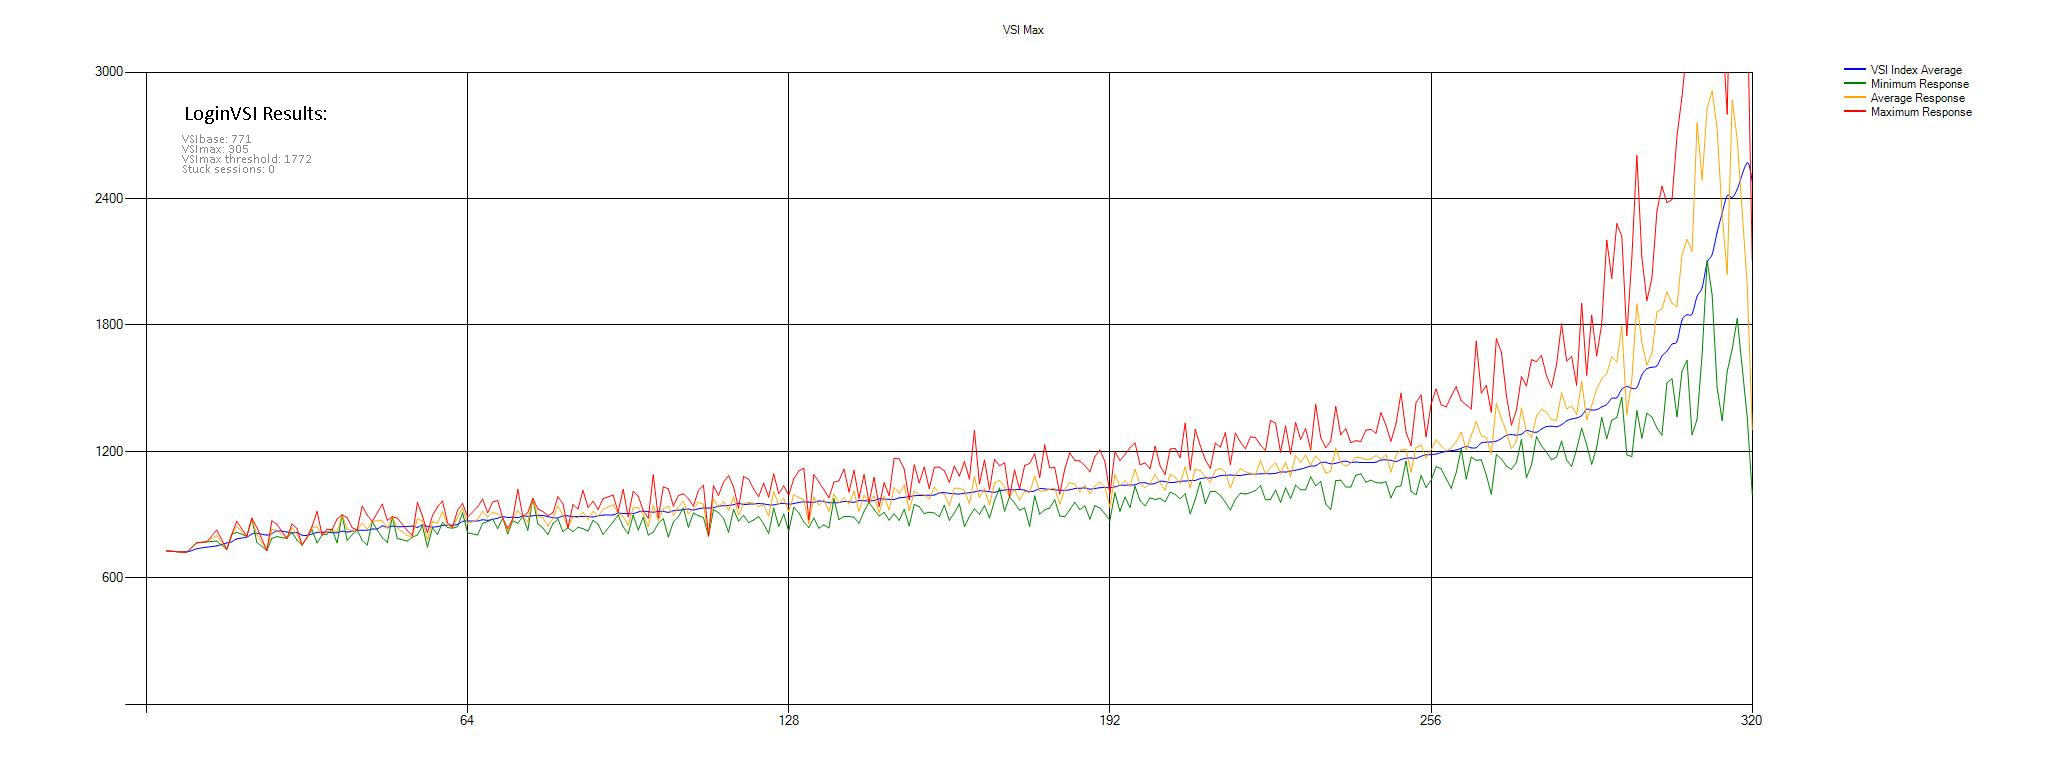 VSI Max
3000
2400
1800
1200
600
LoginVSI Results:
VSIbase: 771
VSImax: 305
VSImax threshold: 1772
Stuck sessions: 0
VSI Index Average
Minimum Response
Average Response
Maximum Response
64
128
192
256
320